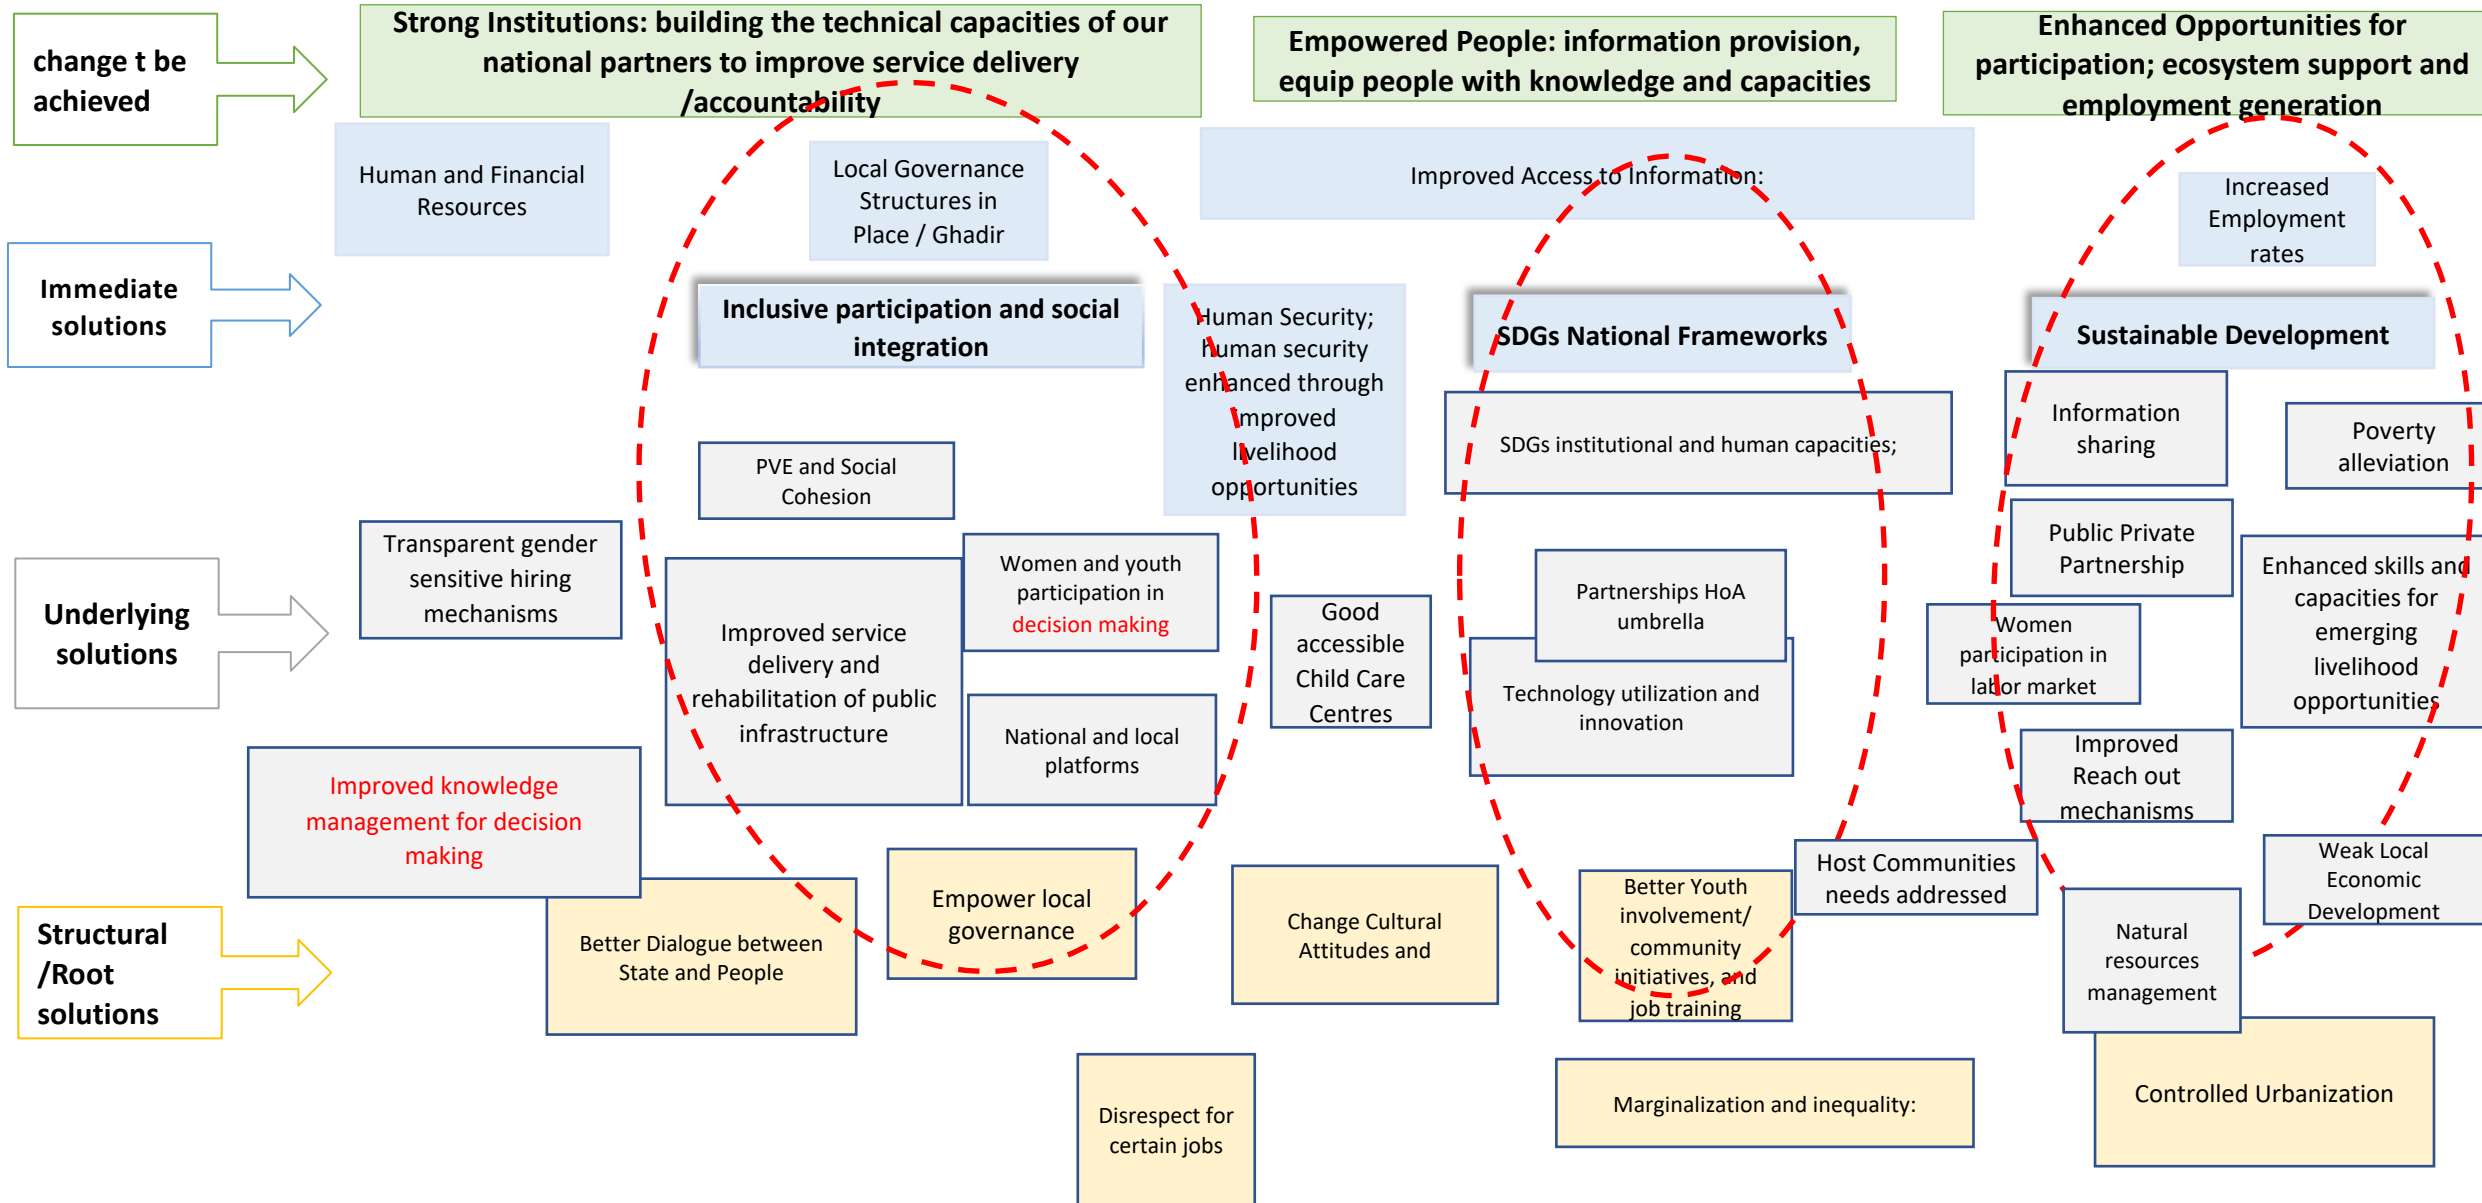 change t be
achieved
Strong Institutions: building the technical capacities of our
national partners to improve service delivery
/accountability
Empowered People: information provision,
equip people with knowledge and capacities
Enhanced Opportunities for
participation; ecosystem support and
employment generation
Immediate
solutions
Human and Financial
Resources
Local Governance
Structures in
Place / Ghadir
Improved Access to Information:
Increased
Employment
rates
Inclusive participation and social
integration
Human Security;
human security
enhanced through
improved
livelihood
opportunities
SDGs National Frameworks
Sustainable Development
Underlying
solutions
PVE and Social
Cohesion
SDGs institutional and human capacities;
Information
sharing
Poverty
alleviation
Transparent gender
sensitive hiring
mechanisms
Improved service
delivery and
rehabilitation of public
infrastructure
Women and youth
participation in
decision making
National and local
platforms
Good
accessible
Child Care
Centres
Partnerships HoA
umbrella
Technology utilization and
innovation
Public Private
Partnership
Women
participation in
labor market
Enhanced skills and
capacities for
emerging
livelihood
opportunities
Improved
Reach out
mechanisms
Improved knowledge
management for decision
making
Host Communities
needs addressed
Weak Local
Economic
Development
Natural
resources
management
Structural
/Root
solutions
Better Dialogue between
State and People
Empower local
governance
Change Cultural
Attitudes and
Better Youth
involvement/
community
initiatives, and
job training
Disrespect for
certain jobs
Marginalization and inequality:
Controlled Urbanization